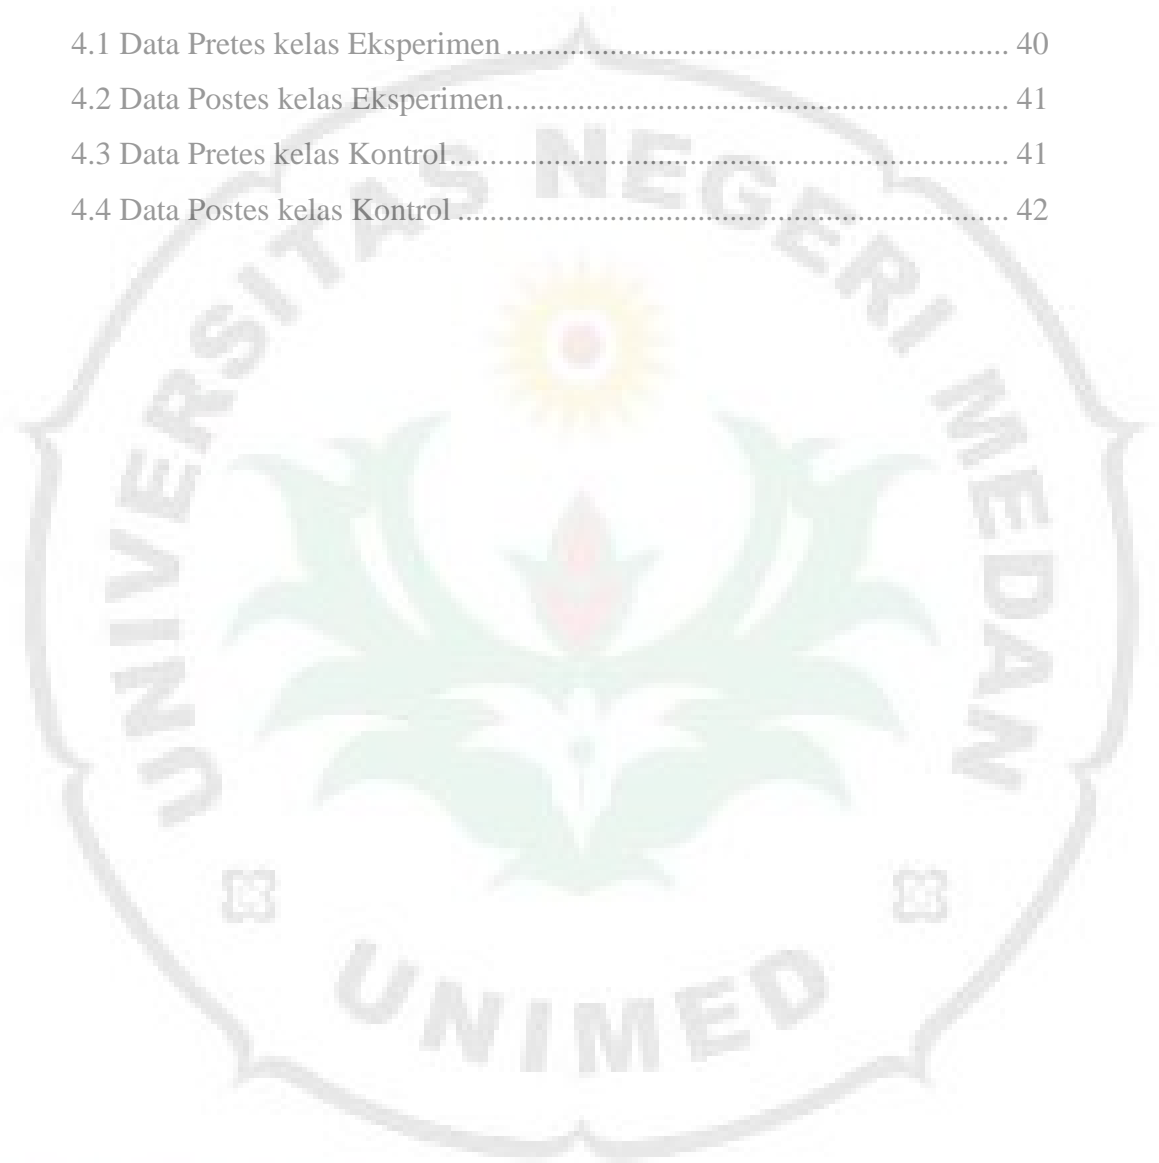 4.1 Data Pretes kelas Eksperimen ............................................................... 40
4.2 Data Postes kelas Eksperimen............................................................... 41
4.3 Data Pretes kelas Kontrol...................................................................... 41
4.4 Data Postes kelas Kontrol ..................................................................... 42
UNIVERSITAS NEGERI MEDAN
UNIMED